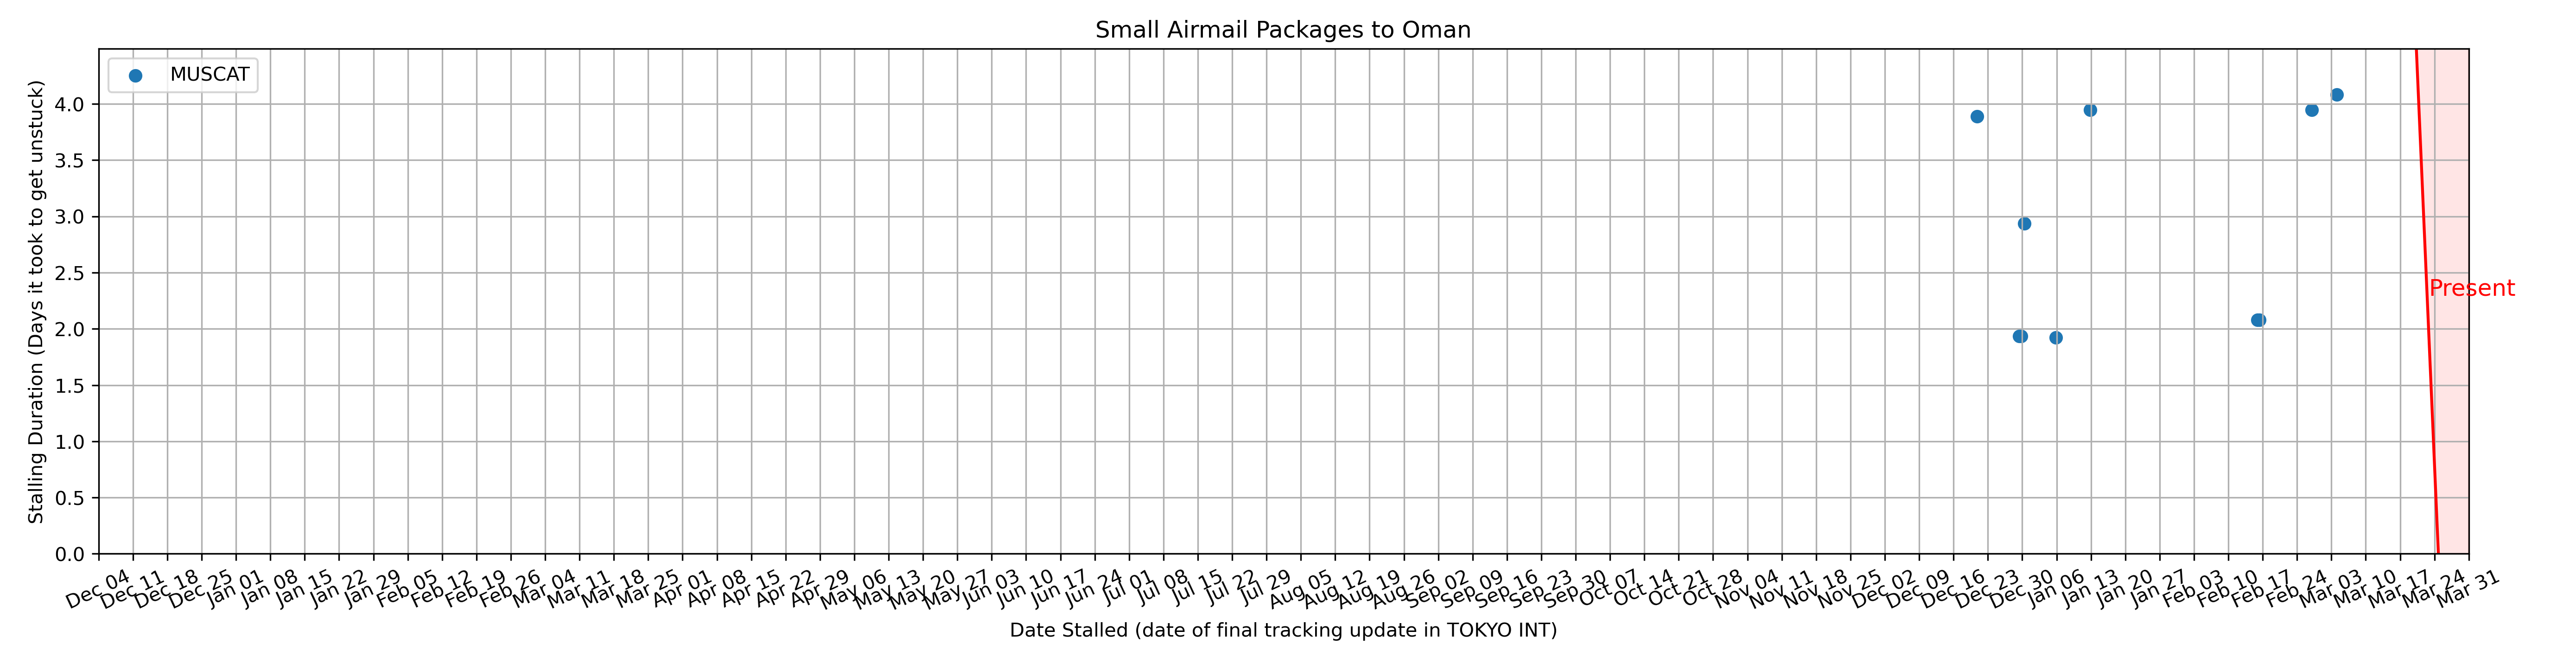 Small Airmail Packages to Oman
MUSCAT
Stalling Duration (Days it took to get unstuck)
4.0
3.5
3.0
2.5
2.0
1.5
1.0
0.5
0.0
Present
Dec 04 Dec 11 Dec 18 Dec 25 Jan 01 Jan 08 Jan 15 Jan 22 Jan 29 Feb 05 Feb 12 Feb 19 Feb 26 Mar 04 Mar 11 Mar 18 Mar 25 Apr 01 Apr 08 Apr 15 Apr 22 Apr 29 May 06 May 13 May 20 May 27 Jun 03 Jun 10 Jun 17 Jun 24 Jul 01 Jul 08 Jul 15 Jul 22 Jul 29 Aug 05 Aug 12 Aug 19 Aug 26 Sep 02 Sep 09 Sep 16 Sep 23 Sep 30 Oct 07 Oct 14 Oct 21 Oct 28 Nov 04 Nov 11 Nov 18 Nov 25 Dec 02 Dec 09 Dec 16 Dec 23 Dec 30 Jan 06 Jan 13 Jan 20 Jan 27 Feb 03 Feb 10 Feb 17 Feb 24 Mar 03 Mar 10 Mar 17 Mar 24 Mar 31
Date Stalled (date of final tracking update in TOKYO INT)